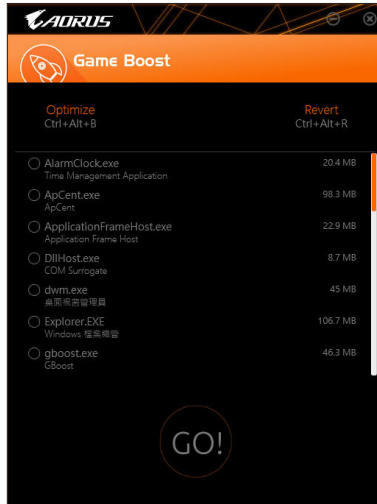 AORUS
Game Boost
Optimize
Ctrl+Alt+B
Revert
Ctrl+Alt+R
AlarmClock.exe 20.4 MB
Time Management Application
ApCent.exe 98.3 MB
ApCent
ApplicationFrameHost.exe 22.9 MB
Application Frame Host
DllHost.exe 8.7 MB
COM Surrogate
dwm.exe 45 MB
桌面視窗管理員
Explorer.EXE 106.7 MB
Windows 檔案總管
gboost.exe 46.3 MB
GBoost
GO!